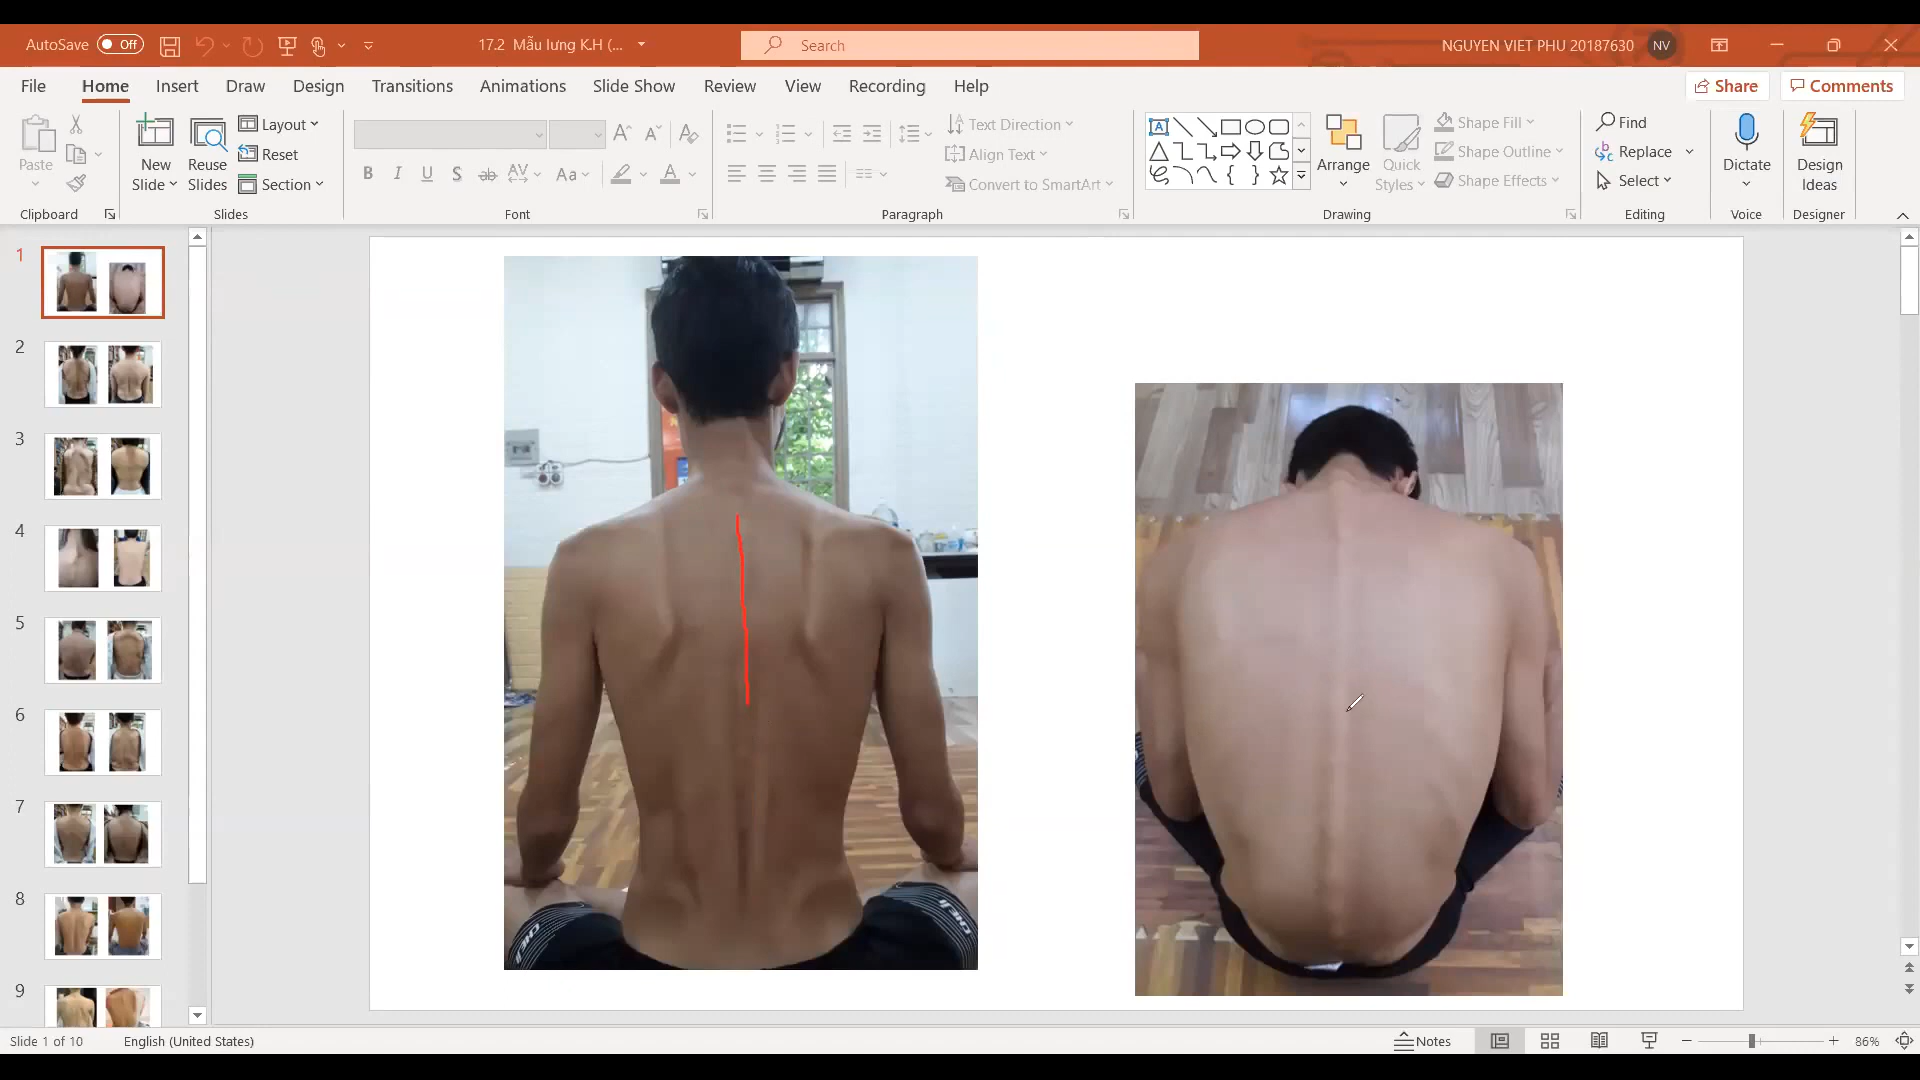 AutoSave Off 17.2 Mẫu lưng K.H (... Search NGUYEN VIET PHU 20187630 NV
File Home Insert Draw Design Transitions Animations Slide Show Review View Recording Help Share Comments
Paste
New Slide
Reuse Slides
Layout
Reset
Section
B I U S ab AV Aa A
Text Direction
Align Text
Convert to SmartArt
Arrange
Quick Styles
Shape Fill
Shape Outline
Shape Effects
Find
Replace
Select
Dictate
Design Ideas
Clipboard Slides Font Paragraph Drawing Editing Voice Designer
1
2
3
4
5
6
7
8
9
Slide 1 of 10 English (United States) Notes 86%